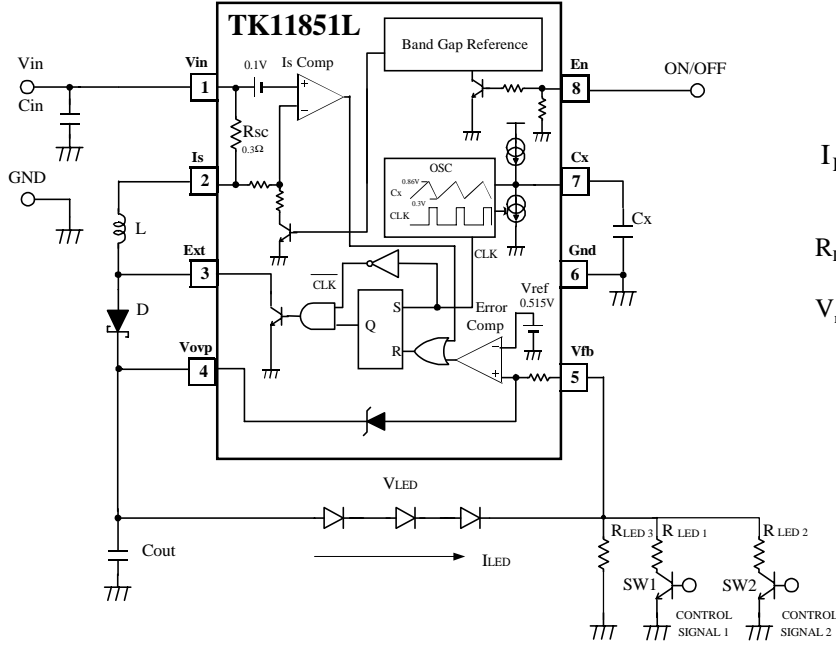 TK11851L
Band Gap Reference
Vin
Vin
0.1V
Is Comp
En
ON/OFF
1
8
Cin
Rsc
0.3Ω
Is
OSC
Cx
GND
2
0.86V
Cx
0.3V
CLK
7
L
Cx
Ext
CLK
Gnd
3
CLK
6
Vref
0.515V
D
S
Error
Comp
Q
Vovp
R
Vfb
4
5
VLED
RLED 3
R LED 1
R LED 2
Cout
ILED
SW1
SW2
CONTROL
SIGNAL 1
CONTROL
SIGNAL 2